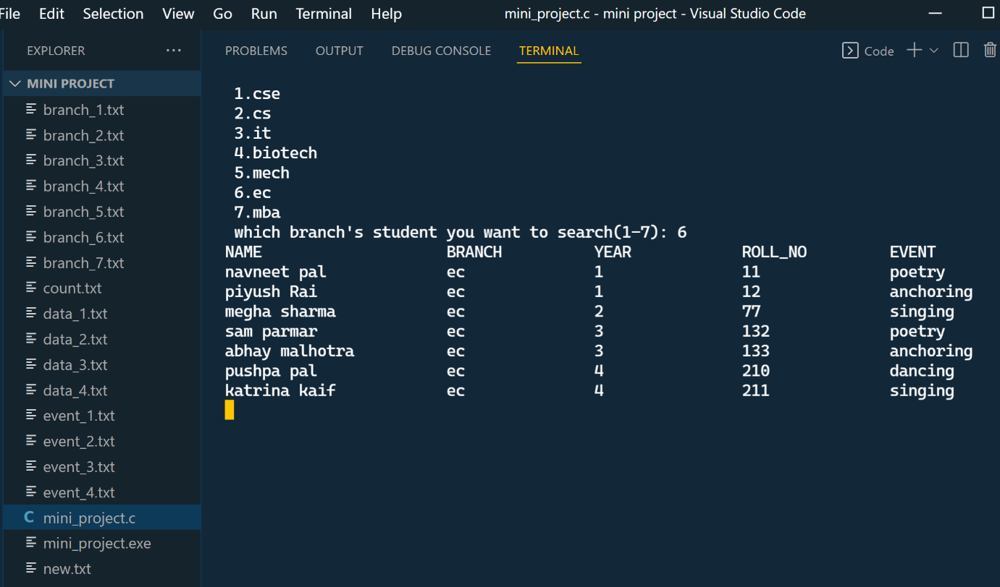 File Edit Selection View Go Run Terminal Help mini_project.c - mini project - Visual Studio Code
EXPLORER ...
MINI PROJECT
branch_1.txt
branch_2.txt
branch_3.txt
branch_4.txt
branch_5.txt
branch_6.txt
branch_7.txt
count.txt
data_1.txt
data_2.txt
data_3.txt
data_4.txt
event_1.txt
event_2.txt
event_3.txt
event_4.txt
C mini_project.c
mini_project.exe
new.txt
PROBLEMS OUTPUT DEBUG CONSOLE TERMINAL Code
1.cse
2.cs
3.it
4.biotech
5.mech
6.ec
7.mba
which branch's student you want to search(1-7): 6
NAME BRANCH YEAR ROLL_NO EVENT
navneet pal ec 1 11 poetry
piyush Rai ec 1 12 anchoring
megha sharma ec 2 77 singing
sam parmar ec 3 132 poetry
abhay malhotra ec 3 133 anchoring
pushpa pal ec 4 210 dancing
katrina kaif ec 4 211 singing